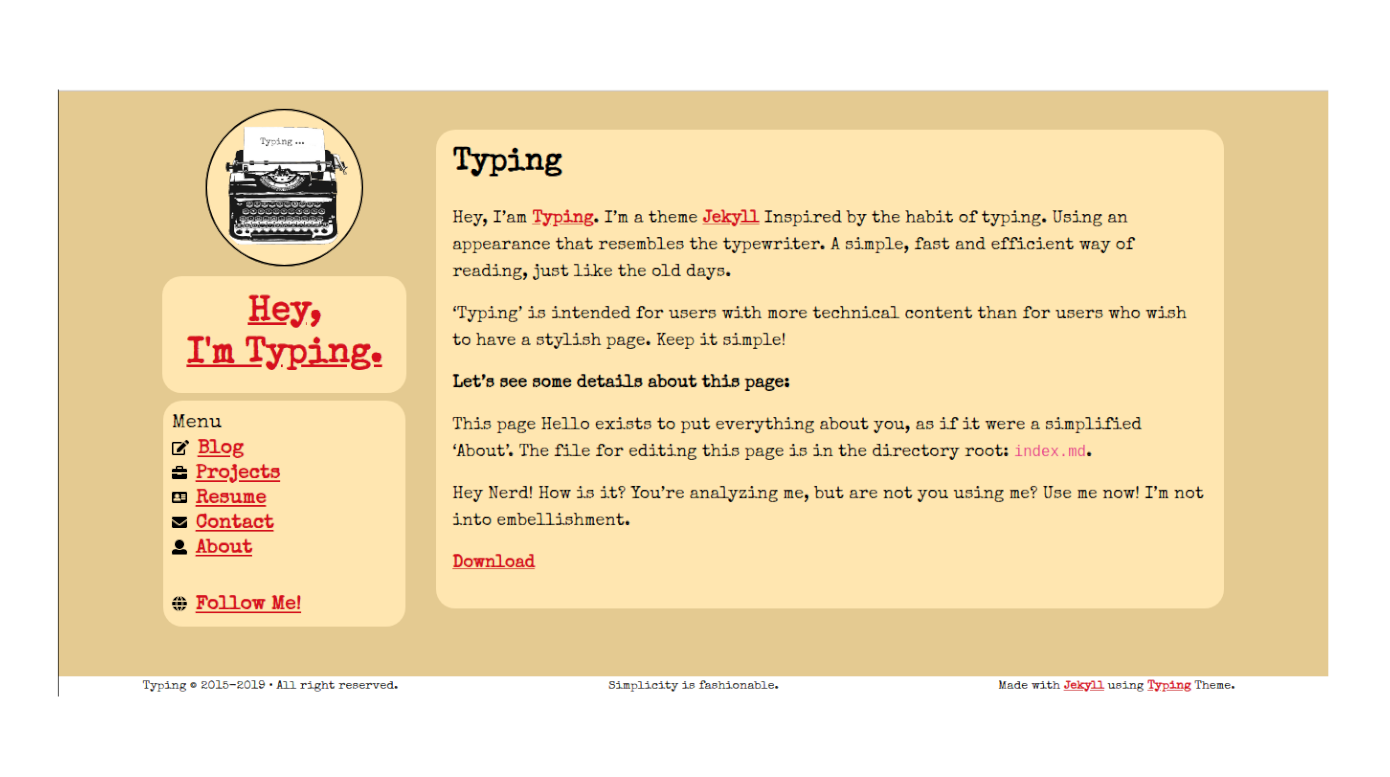 Typing ...
Hey,
I'm Typing.
Menu
Blog
Projects
Resume
Contact
About
Follow Me!
Typing
Hey, I’am Typing. I’m a theme Jekyll Inspired by the habit of typing. Using an
appearance that resembles the typewriter. A simple, fast and efficient way of
reading, just like the old days.
‘Typing’ is intended for users with more technical content than for users who wish
to have a stylish page. Keep it simple!
Let’s see some details about this page:
This page Hello exists to put everything about you, as if it were a simplified
‘About’. The file for editing this page is in the directory root: index.md.
Hey Nerd! How is it? You’re analyzing me, but are not you using me? Use me now! I’m not
into embellishment.
Download
Typing © 2015-2019 • All right reserved.
Simplicity is fashionable.
Made with Jekyll using Typing Theme.